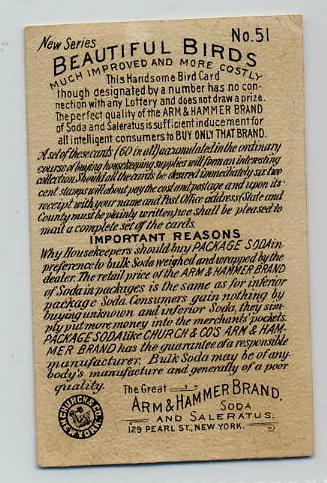 New Series
No. 51
BEAUTIFUL BIRDS
MUCH IMPROVED AND MORE COSTLY
This Handsome Bird Card
though designated by a number has no con-
nection with any Lottery and does not draw a prize.
The perfect quality of the ARM & HAMMER BRAND
of Soda and Saleratus is sufficient inducement for
all intelligent consumers to BUY ONLY THAT BRAND.
A set of these cards (60 in all) accumulated in the ordinary
course of buying housekeeping supplies will form an interesting
collection. Should all the cards be desired immediately six two
cent stamps will about pay the cost and postage and upon its
receipt with your name and Post Office address (State and
County must be plainly written) we shall be pleased to
mail a complete set of the cards.
IMPORTANT REASONS
Why Housekeepers should buy PACKAGE SODA in
preference to bulk Soda weighed and wrapped by the
dealer. The retail price of the ARM & HAMMER BRAND
of Soda in packages is the same as for inferior
package Soda. Consumers gain nothing by
buying unknown and inferior Soda, they sim-
ply put more money into the merchants' pockets.
PACKAGE SODA like CHURCH & CO'S ARM & HAM-
MER BRAND has the guarantee of a responsible
manufacturer. Bulk Soda may be of any-
body's manufacture and generally of a poor
quality.
The Great
ARM & HAMMER BRAND.
SODA
AND SALERATUS.
129 PEARL ST., NEW YORK.
CHURCH & CO.
NEW YORK